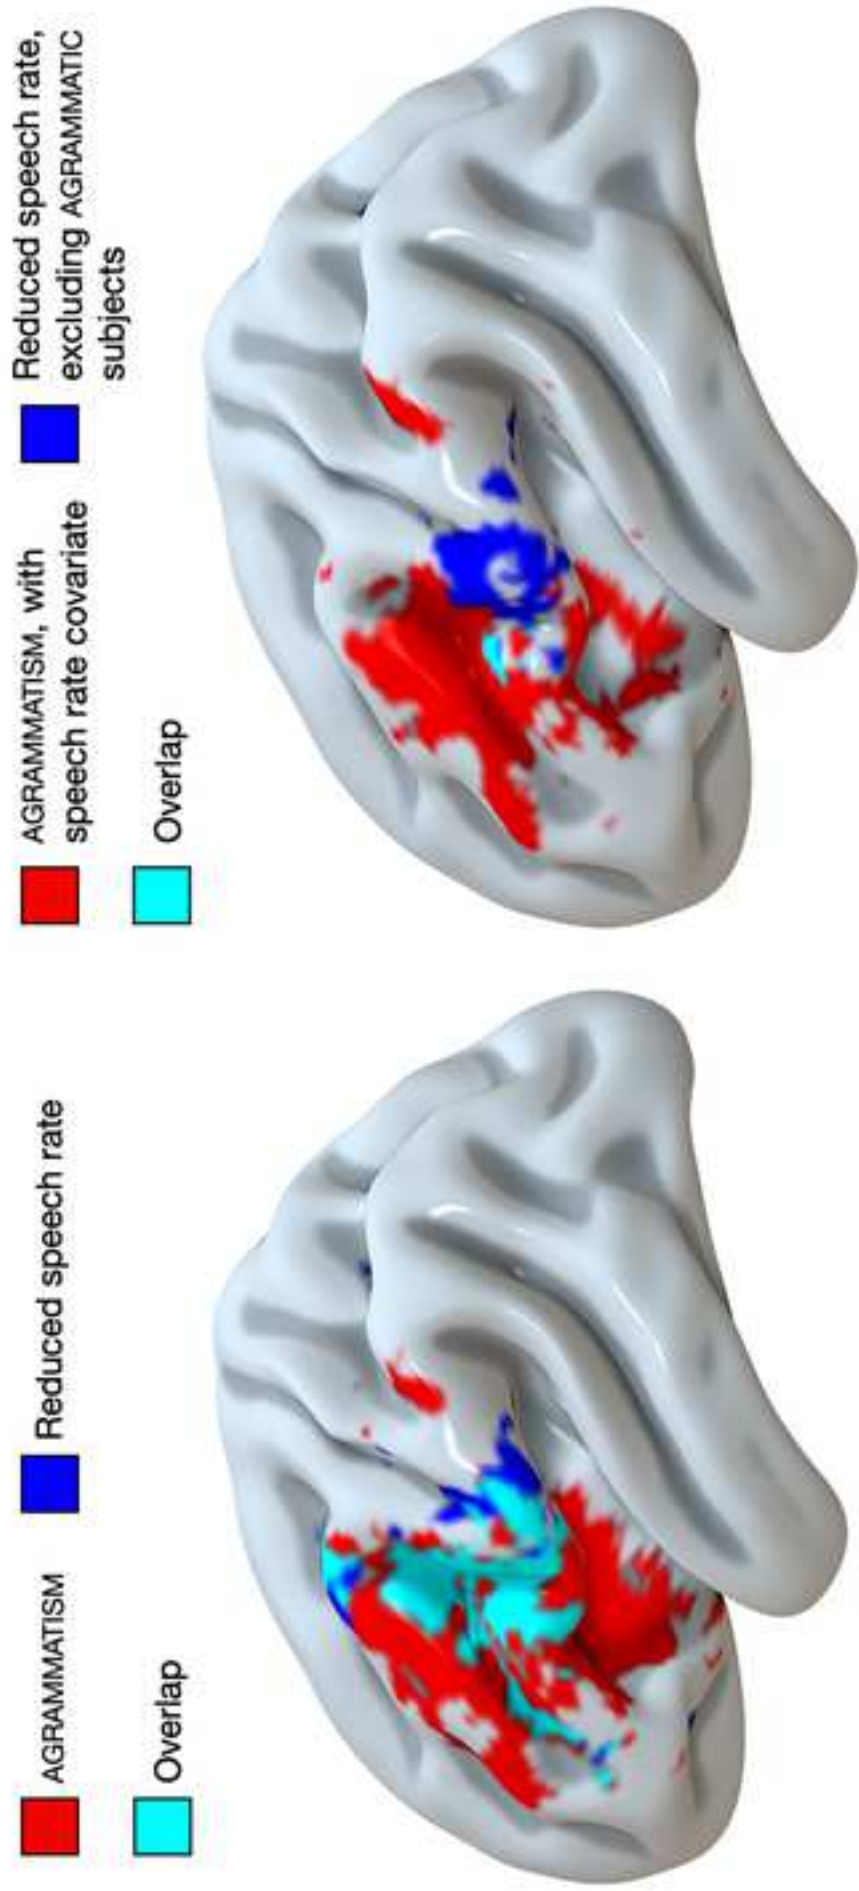 AGRAMMATISM
Reduced speech rate
Overlap
AGRAMMATISM, with
speech rate covariate
Reduced speech rate,
excluding AGRAMMATIC
subjects
Overlap